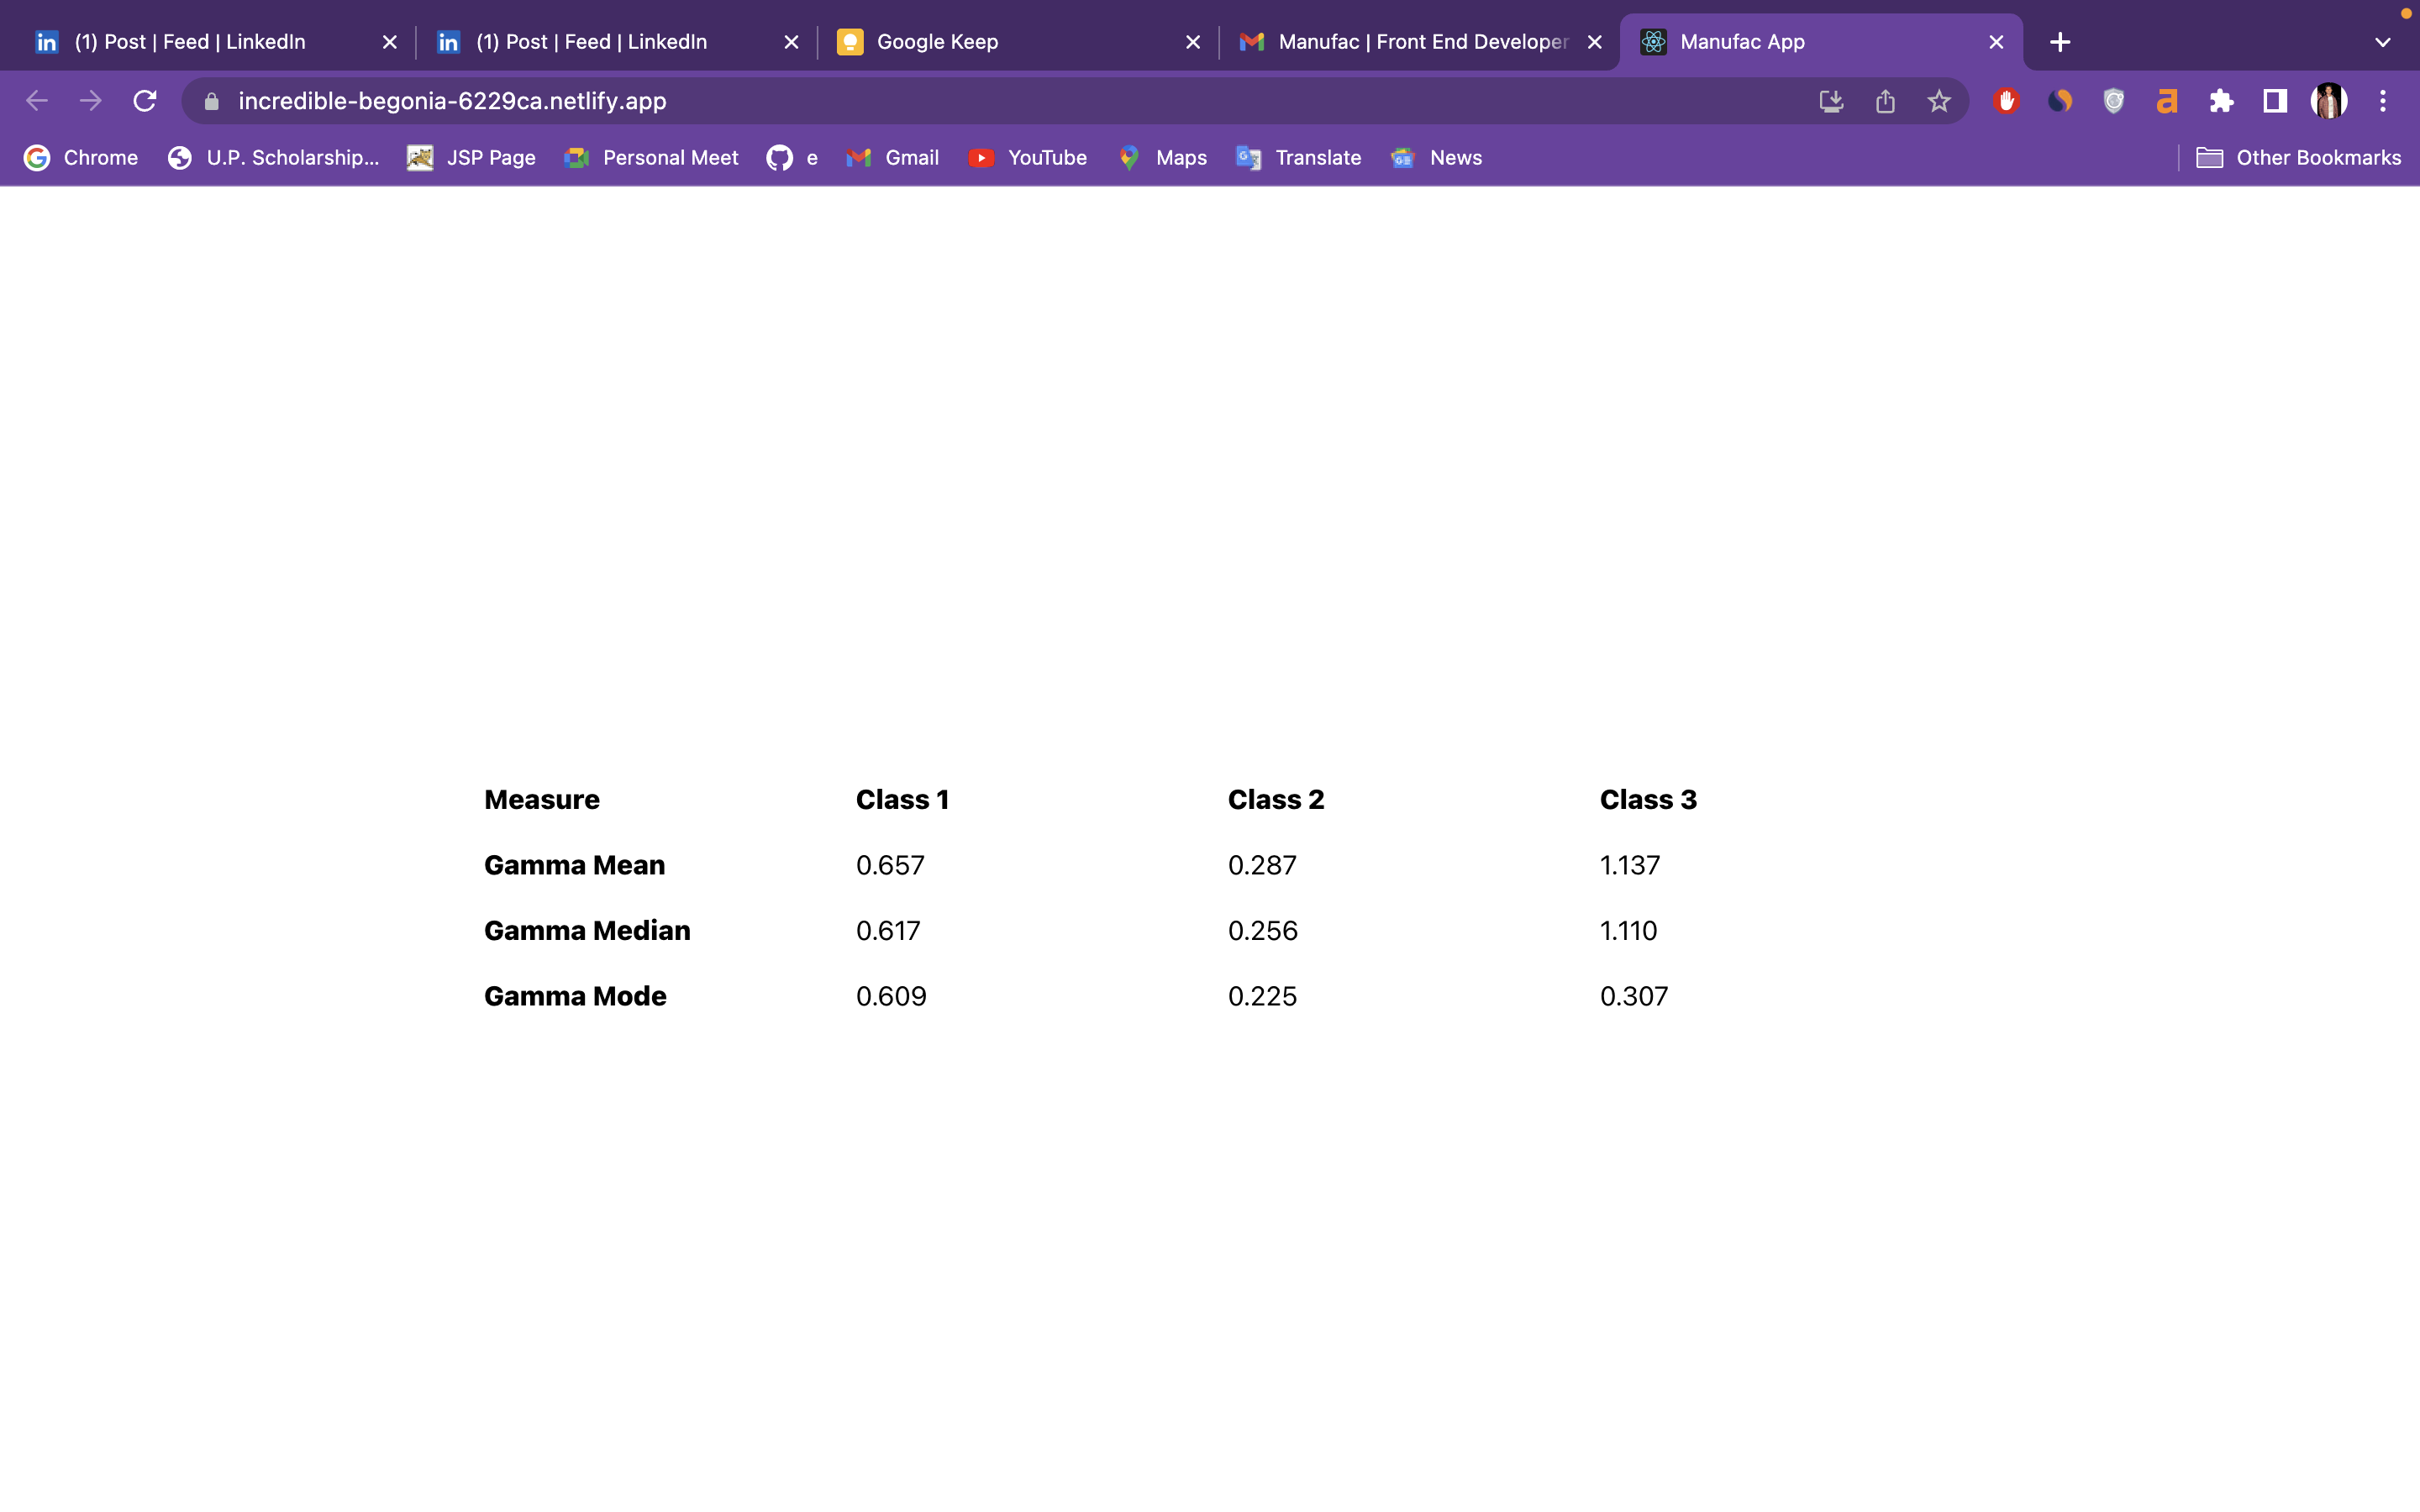 (1) Post | Feed | LinkedIn (1) Post | Feed | LinkedIn Google Keep Manufac | Front End Developer Manufac App
incredible-begonia-6229ca.netlify.app
Chrome U.P. Scholarship... JSP Page Personal Meet e Gmail YouTube Maps Translate News Other Bookmarks
Measure Class 1 Class 2 Class 3
Gamma Mean 0.657 0.287 1.137
Gamma Median 0.617 0.256 1.110
Gamma Mode 0.609 0.225 0.307